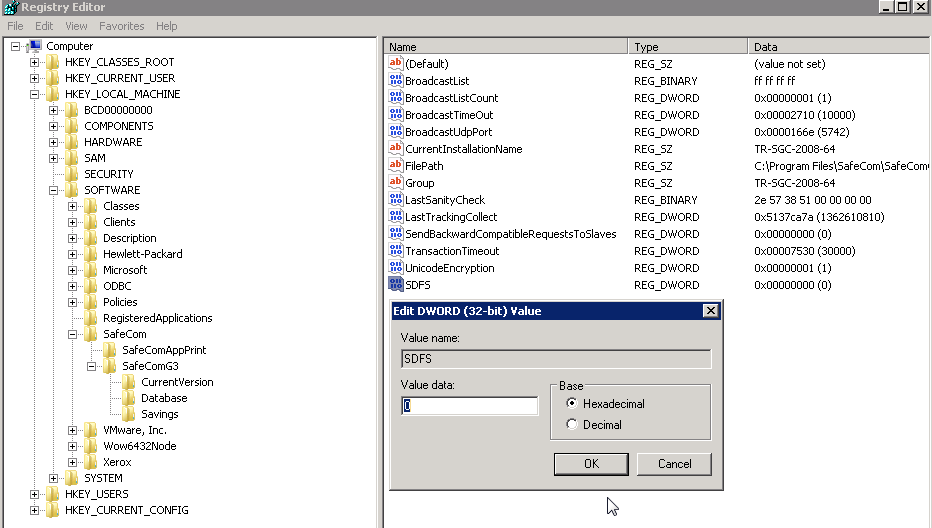 Registry Editor
File Edit View Favorites Help
Computer
HKEY_CLASSES_ROOT
HKEY_CURRENT_USER
HKEY_LOCAL_MACHINE
BCD00000000
COMPONENTS
HARDWARE
SAM
SECURITY
SOFTWARE
Classes
Clients
Description
Hewlett-Packard
Microsoft
ODBC
Policies
RegisteredApplications
SafeCom
SafeComAppPrint
SafeComG3
CurrentVersion
Database
Savings
VMware, Inc.
Wow6432Node
Xerox
SYSTEM
HKEY_USERS
HKEY_CURRENT_CONFIG
Name Type Data
(Default) REG_SZ (value not set)
BroadcastList REG_BINARY ff ff ff ff
BroadcastListCount REG_DWORD 0x00000001 (1)
BroadcastTimeOut REG_DWORD 0x00002710 (10000)
BroadcastUdpPort REG_DWORD 0x0000166e (5742)
CurrentInstallationName REG_SZ TR-SGC-2008-64
FilePath REG_SZ C:\Program Files\SafeCom\SafeCom
Group REG_SZ TR-SGC-2008-64
LastSanityCheck REG_BINARY 2e 57 38 51 00 00 00 00
LastTrackingCollect REG_DWORD 0x5137ca7a (1362610810)
SendBackwardCompatibleRequestsToSlaves REG_DWORD 0x00000000 (0)
TransactionTimeout REG_DWORD 0x00007530 (30000)
UnicodeEncryption REG_DWORD 0x00000001 (1)
SDFS REG_DWORD 0x00000000 (0)
Edit DWORD (32-bit) Value
Value name:
SDFS
Value data:
0
Base
Hexadecimal
Decimal
OK Cancel